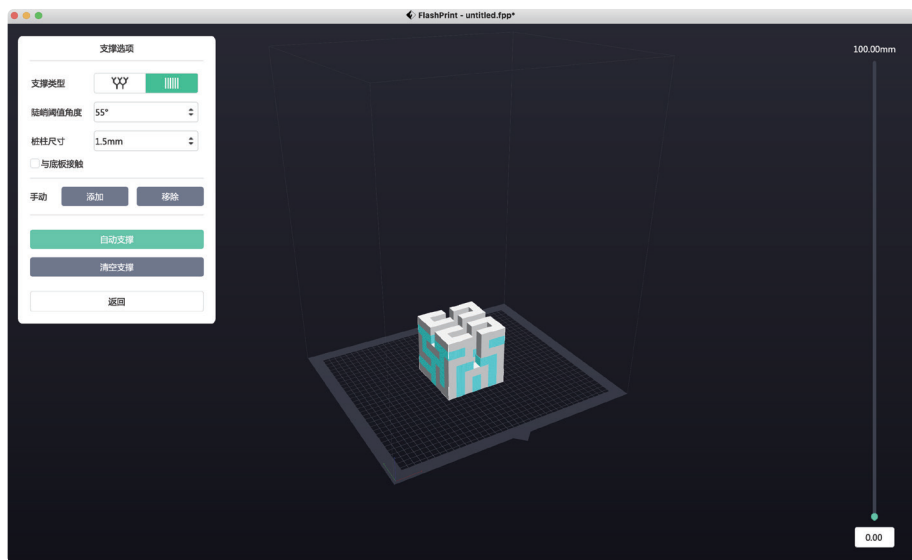 FlashPrint - untitled.fpp*
支撑选项
支撑类型
陡峭阈值角度 55°
桩柱尺寸 1.5mm
与底板接触
手动 添加 移除
自动支撑
清空支撑
返回
100.00mm
0.00